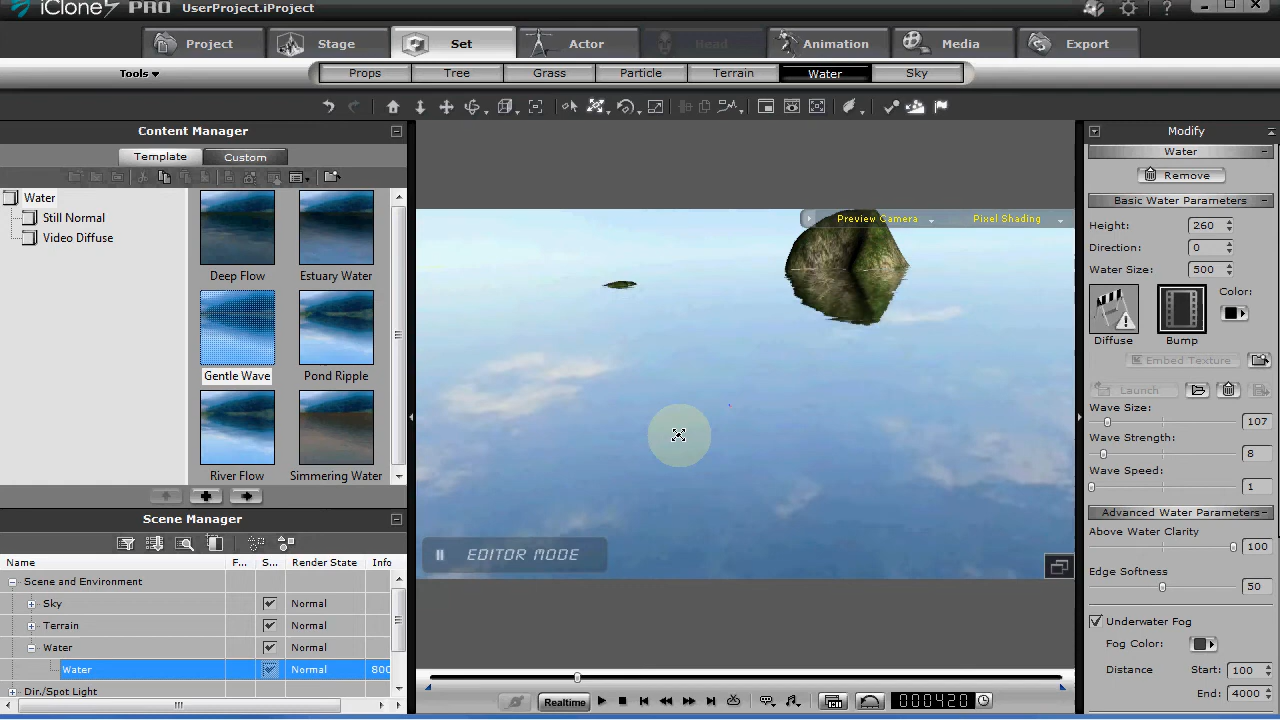 iClone5 PRO UserProject.iProject
Project Stage Set Actor Head Animation Media Export
Tools Props Tree Grass Particle Terrain Water Sky
Content Manager
Template Custom
Water
Still Normal
Video Diffuse
Deep Flow Estuary Water
Gentle Wave Pond Ripple
River Flow Simmering Water
Scene Manager
Name F... S... Render State Info
Scene and Environment
Sky Normal
Terrain Normal
Water Normal
Water Normal 800
Dir./Spot Light
Preview Camera Pixel Shading
EDITOR MODE
Realtime 000420
Modify
Water
Remove
Basic Water Parameters
Height: 260
Direction: 0
Water Size: 500
Color:
Diffuse Bump
Embed Texture
Launch
Wave Size:
107
Wave Strength:
8
Wave Speed:
1
Advanced Water Parameters
Above Water Clarity
100
Edge Softness
50
Underwater Fog
Fog Color:
Distance Start: 100
End: 4000